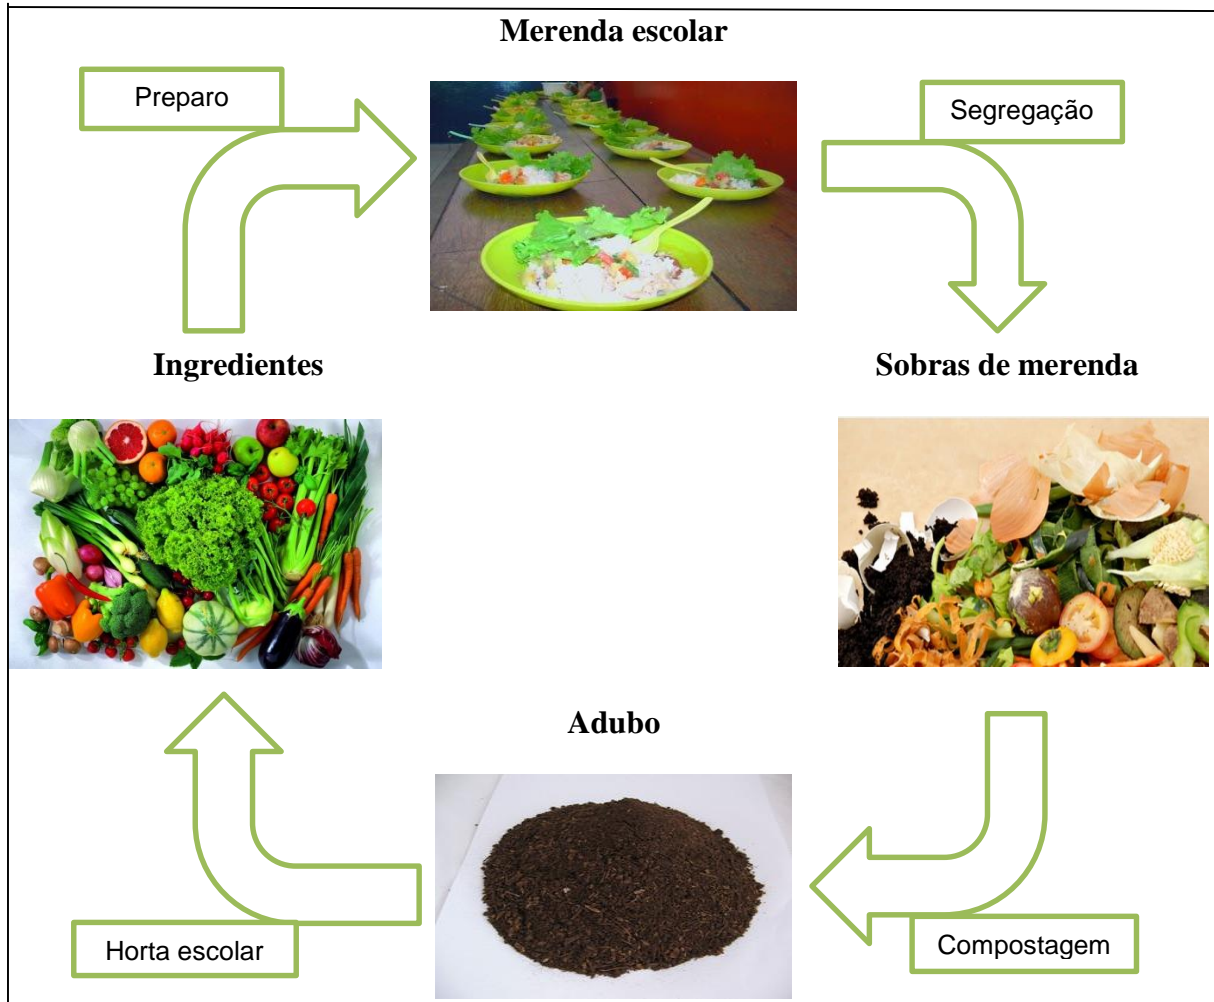 Merenda escolar
Preparo
Segregação
Ingredientes
Sobras de merenda
Adubo
Horta escolar
Compostagem